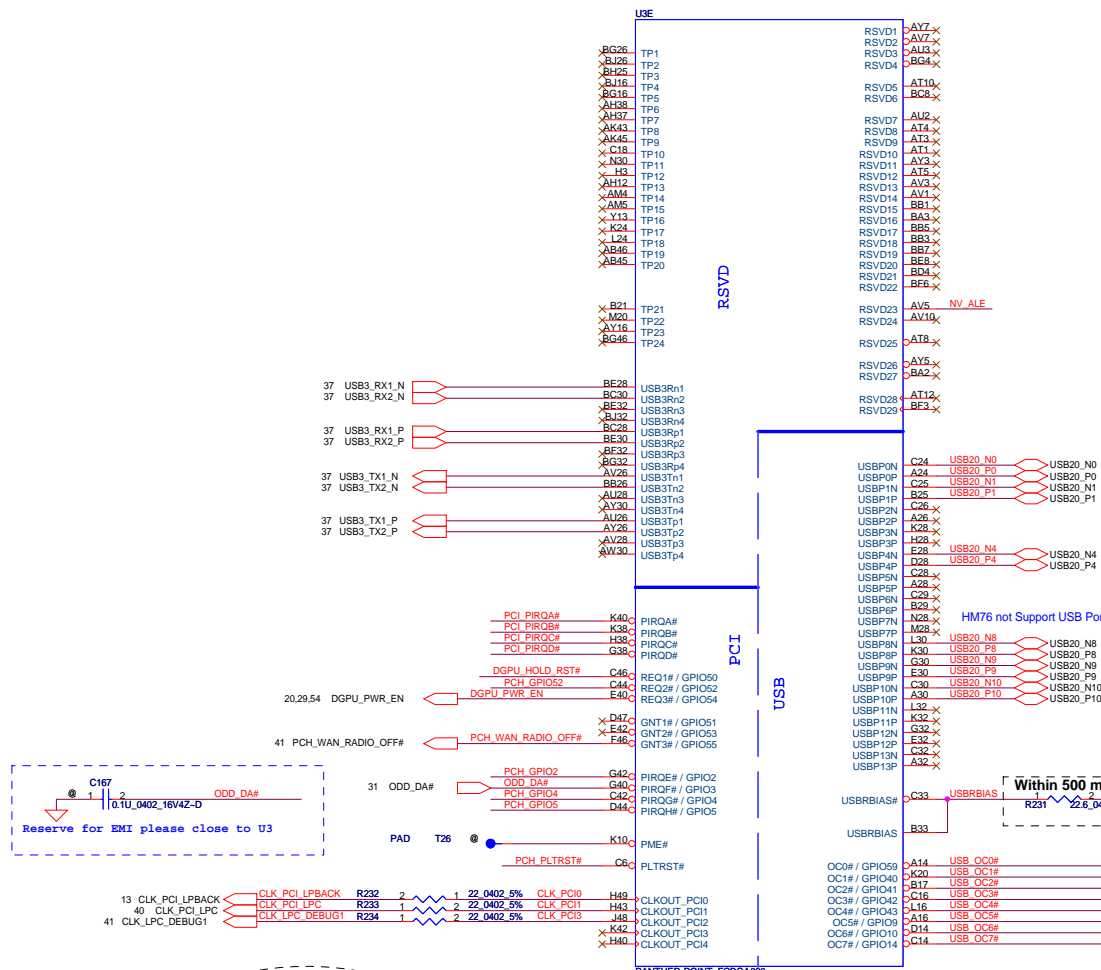 U3E
BG26 TP1
BJ26 TP2
BH25 TP3
BJ16 TP4
BG16 TP5
AH38 TP6
AH37 TP7
AK43 TP8
AK45 TP9
C18 TP10
N30 TP11
H3 TP12
AH12 TP13
AM4 TP14
AM5 TP15
Y13 TP16
K24 TP17
L24 TP18
AB46 TP19
AB45 TP20
B21 TP21
M20 TP22
AY16 TP23
BG46 TP24
RSVD
RSVD1 AY7
RSVD2 AV7
RSVD3 AU3
RSVD4 BG4
RSVD5 AT10
RSVD6 BC8
RSVD7 AU2
RSVD8 AT4
RSVD9 AT3
RSVD10 AT1
RSVD11 AY3
RSVD12 AT5
RSVD13 AV3
RSVD14 AV1
RSVD15 BB1
RSVD16 BA3
RSVD17 BB5
RSVD18 BB3
RSVD19 BB7
RSVD20 BE8
RSVD21 BD4
RSVD22 BF6
RSVD23 AV5 NV_ALE
RSVD24 AV10
RSVD25 AT8
RSVD26 AY5
RSVD27 BA2
RSVD28 AT12
RSVD29 BF3
37 USB3_RX1_N BE28 USB3Rn1
37 USB3_RX2_N BC30 USB3Rn2
BE32 USB3Rn3
BJ32 USB3Rn4
37 USB3_RX1_P BC28 USB3Rp1
37 USB3_RX2_P BE30 USB3Rp2
BF32 USB3Rp3
BG32 USB3Rp4
37 USB3_TX1_N AV26 USB3Tn1
37 USB3_TX2_N BB26 USB3Tn2
AU28 USB3Tn3
AY30 USB3Tn4
37 USB3_TX1_P AU26 USB3Tp1
37 USB3_TX2_P AY26 USB3Tp2
AV28 USB3Tp3
AW30 USB3Tp4
USBP0N C24 USB20_N0 USB20_N0
USBP0P A24 USB20_P0 USB20_P0
USBP1N C25 USB20_N1 USB20_N1
USBP1P B25 USB20_P1 USB20_P1
USBP2N C26
USBP2P A26
USBP3N K28
USBP3P H28
USBP4N E28 USB20_N4 USB20_N4
USBP4P D28 USB20_P4 USB20_P4
USBP5N C28
USBP5P A28
USBP6N C29
USBP6P B29
USBP7N N28
USBP7P M28
HM76 not Support USB Por
USBP8N L30 USB20_N8 USB20_N8
USBP8P K30 USB20_P8 USB20_P8
USBP9N G30 USB20_N9 USB20_N9
USBP9P E30 USB20_P9 USB20_P9
USBP10N C30 USB20_N10 USB20_N10
USBP10P A30 USB20_P10 USB20_P10
USBP11N L32
USBP11P K32
USBP12N G32
USBP12P E32
USBP13N C32
USBP13P A32
PCI
USB
PCI_PIRQA# K40 PIRQA#
PCI_PIRQB# K38 PIRQB#
PCI_PIRQC# H38 PIRQC#
PCI_PIRQD# G38 PIRQD#
DGPU_HOLD_RST# C46 REQ1# / GPIO50
PCH_GPIO52 C44 REQ2# / GPIO52
20,29,54 DGPU_PWR_EN DGPU_PWR_EN E40 REQ3# / GPIO54
D47 GNT1# / GPIO51
E42 GNT2# / GPIO53
41 PCH_WAN_RADIO_OFF# PCH_WAN_RADIO_OFF# F46 GNT3# / GPIO55
PCH_GPIO2 G42 PIRQE# / GPIO2
31 ODD_DA# ODD_DA# G40 PIRQF# / GPIO3
PCH_GPIO4 C42 PIRQG# / GPIO4
PCH_GPIO5 D44 PIRQH# / GPIO5
C167
@ 1 2 ODD_DA#
0.1U_0402_16V4Z~D
Reserve for EMI please close to U3
PAD T26 @ K10 PME#
PCH_PLTRST# C6 PLTRST#
13 CLK_PCI_LPBACK CLK_PCI_LPBACK R232 2 1 22_0402_5% CLK_PCI0 H49 CLKOUT_PCI0
40 CLK_PCI_LPC CLK_PCI_LPC R233 1 2 22_0402_5% CLK_PCI1 H43 CLKOUT_PCI1
41 CLK_LPC_DEBUG1 CLK_LPC_DEBUG1 R234 1 2 22_0402_5% CLK_PCI3 J48 CLKOUT_PCI2
K42 CLKOUT_PCI3
H40 CLKOUT_PCI4
Within 500 m
USBRBIAS# C33 USBRBIAS 1 2
R231 22.6_04
USBRBIAS B33
OC0# / GPIO59 A14 USB_OC0#
OC1# / GPIO40 K20 USB_OC1#
OC2# / GPIO41 B17 USB_OC2#
OC3# / GPIO42 C16 USB_OC3#
OC4# / GPIO43 L16 USB_OC4#
OC5# / GPIO9 A16 USB_OC5#
OC6# / GPIO10 D14 USB_OC6#
OC7# / GPIO14 C14 USB_OC7#